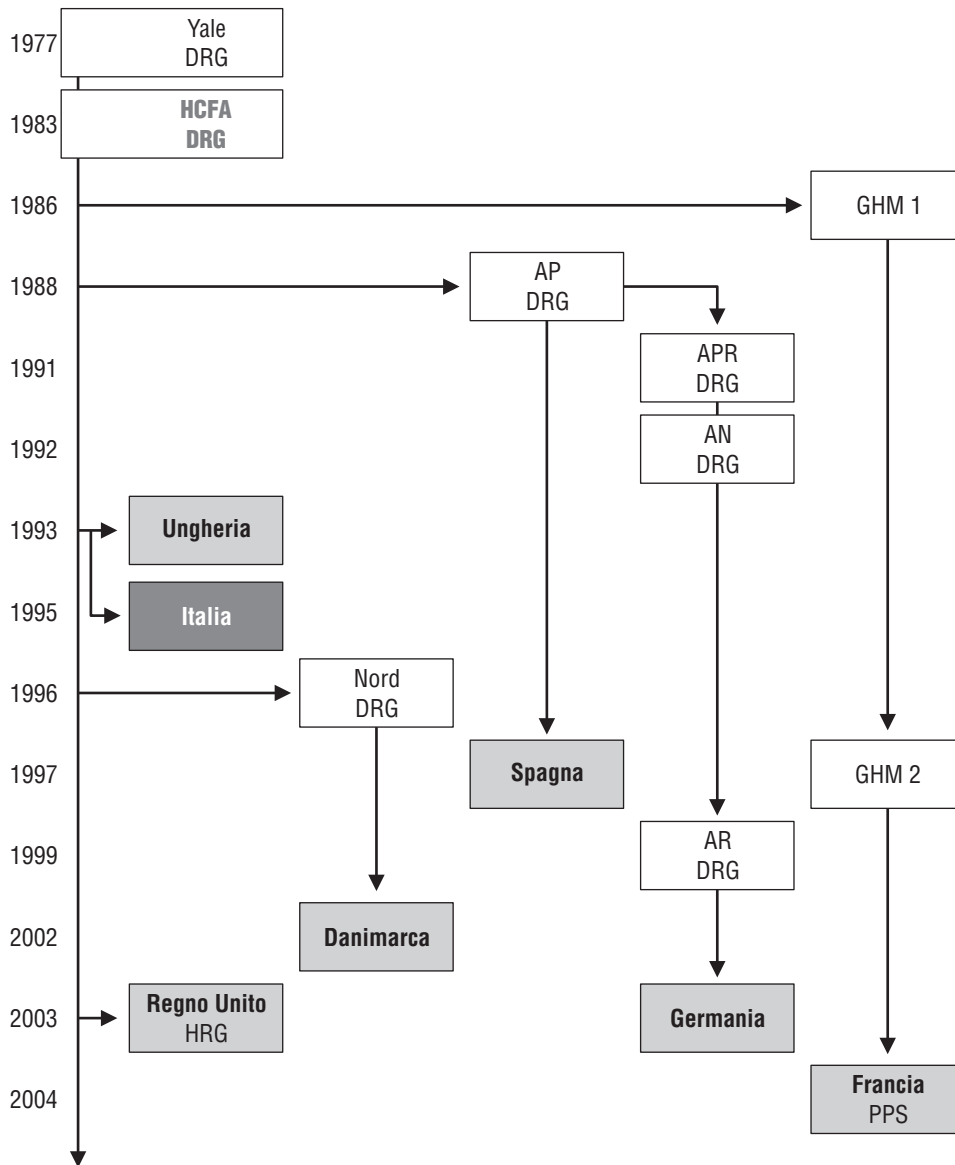 1977
Yale
DRG
1983
HCFA
DRG
1986
GHM 1
1988
AP
DRG
1991
APR
DRG
1992
AN
DRG
1993
Ungheria
1995
Italia
1996
Nord
DRG
1997
Spagna
GHM 2
1999
AR
DRG
2002
Danimarca
2003
Regno Unito
HRG
Germania
2004
Francia
PPS